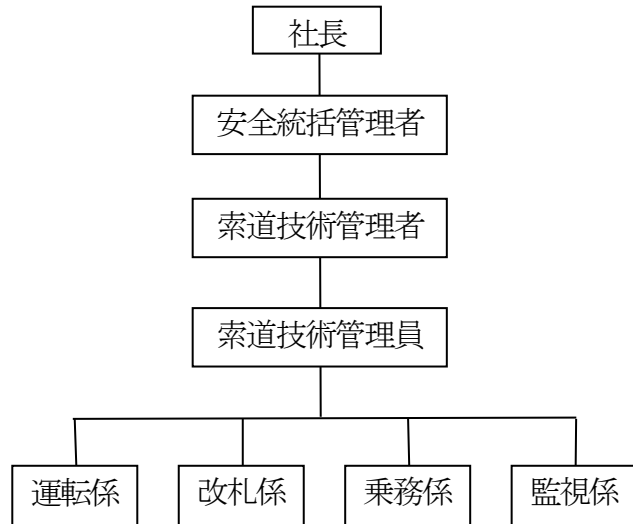 社長
安全統括管理者
索道技術管理者
索道技術管理員
運転係
改札係
乗務係
監視係